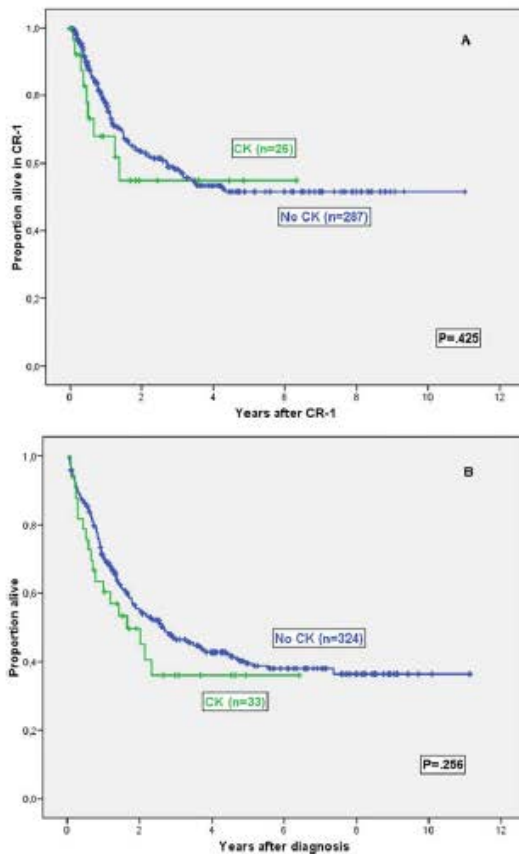 A
1,0
0,8
0,6
0,4
0,2
0,0
Proportion alive in CR-1
CK (n=26)
No CK (n=287)
P=.425
0 2 4 6 8 10 12
Years after CR-1
B
1,0
0,8
0,6
0,4
0,2
0,0
Proportion alive
No CK (n=324)
CK (n=33)
P=.256
0 2 4 6 8 10 12
Years after diagnosis